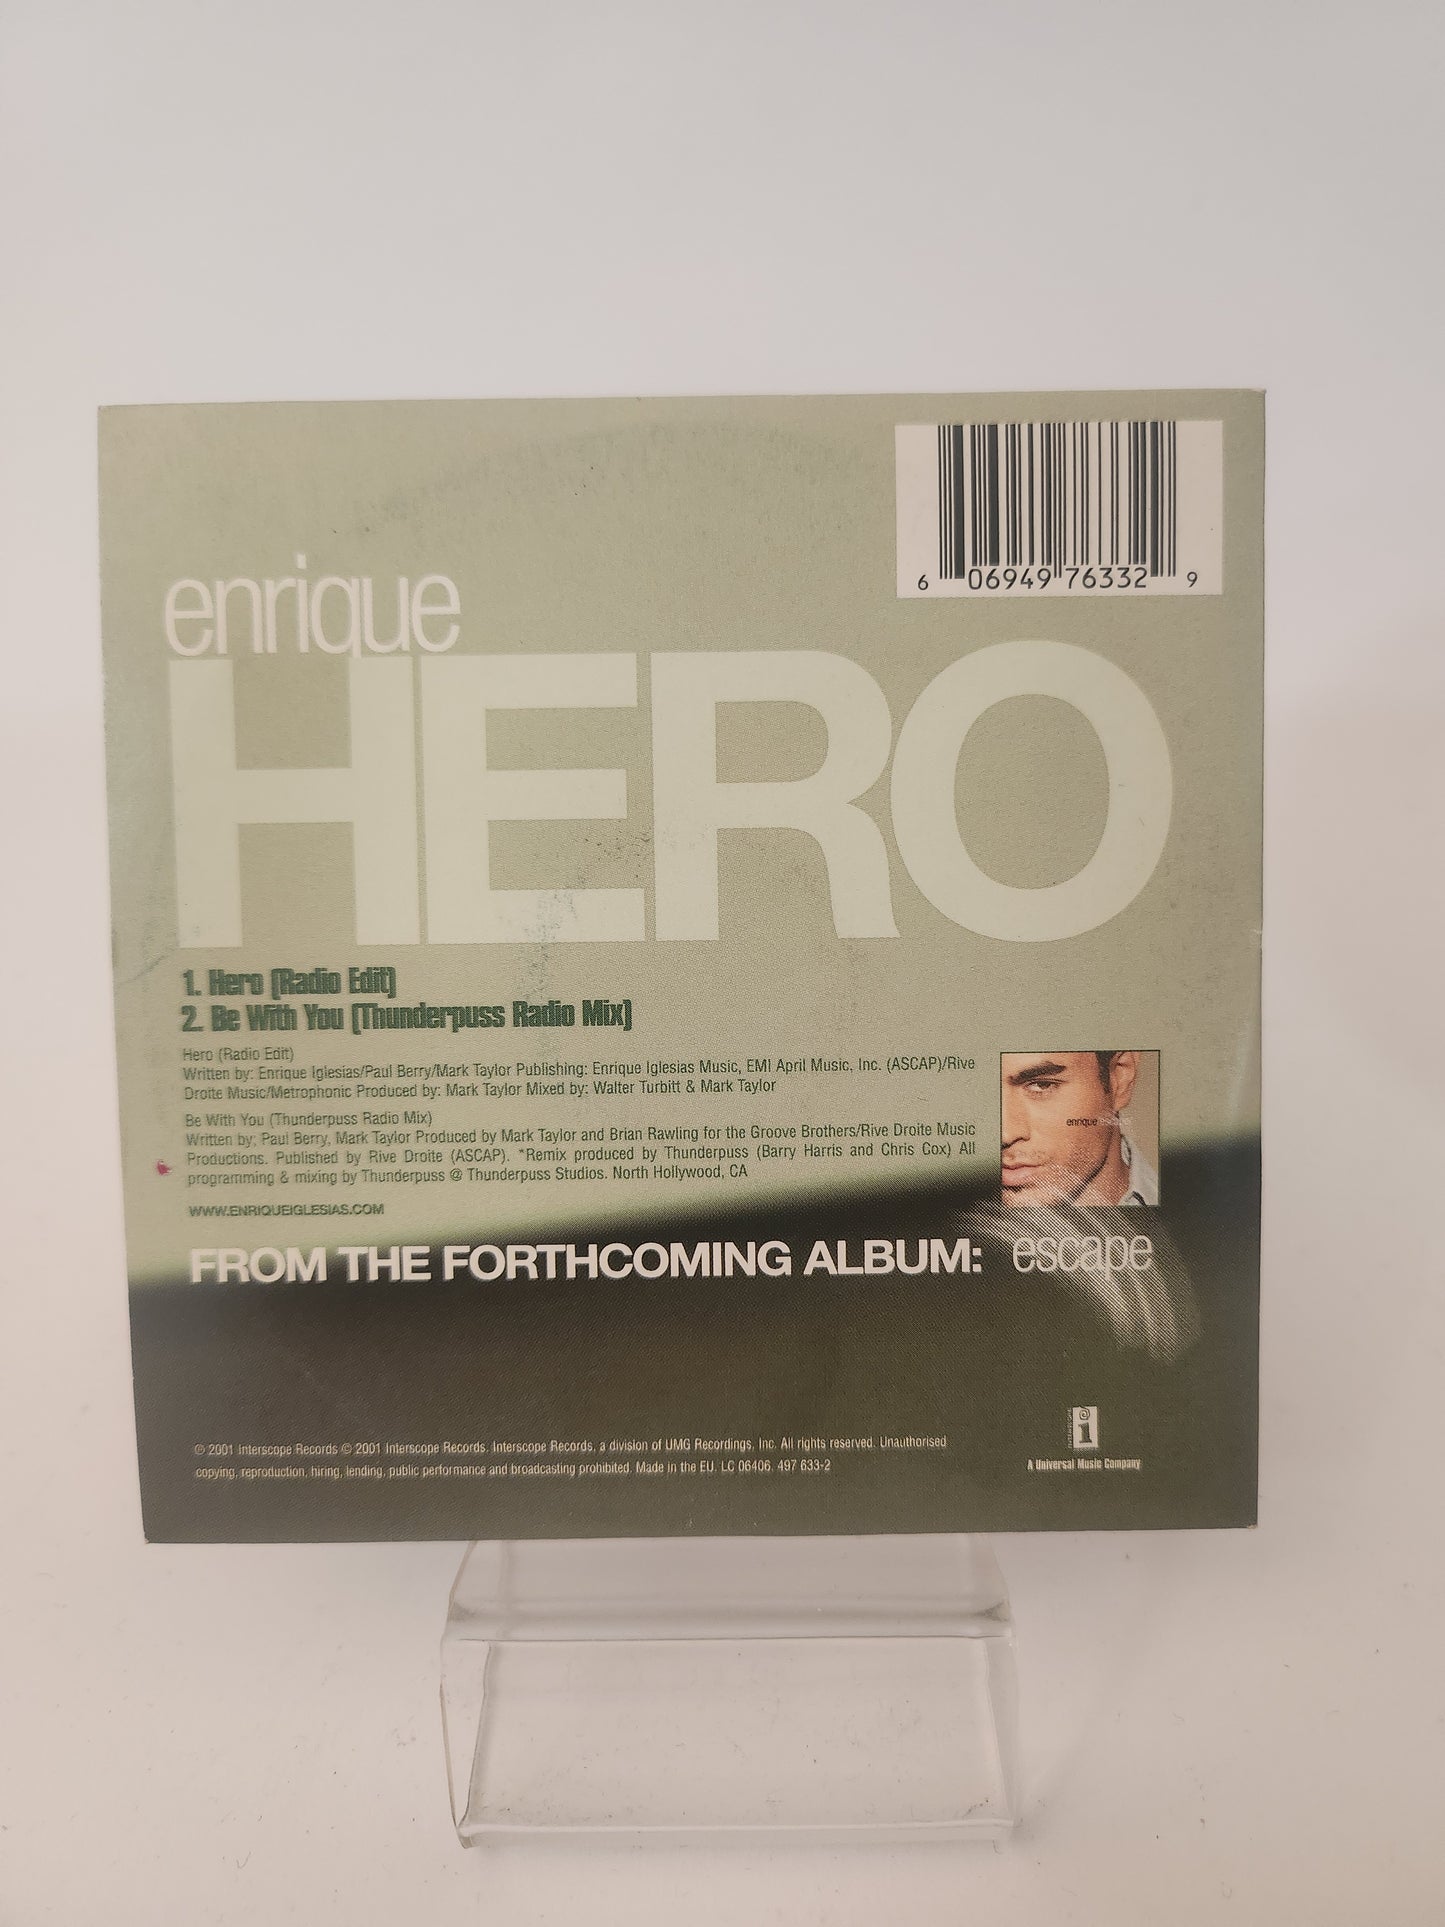 6 06949 76332 9
enrique
HERO
1. Hero (Radio Edit)
2. Be With You (Thunderpuss Radio Mix)
Hero (Radio Edit)
Written by: Enrique Iglesias/Paul Berry/Mark Taylor Publishing: Enrique Iglesias Music, EMI April Music, Inc. (ASCAP)/Rive
Droite Music/Metrophonic Produced by: Mark Taylor Mixed by: Walter Turbitt & Mark Taylor
Be With You (Thunderpuss Radio Mix)
Written by; Paul Berry, Mark Taylor Produced by Mark Taylor and Brian Rawling for the Groove Brothers/Rive Droite Music
Productions. Published by Rive Droite (ASCAP). *Remix produced by Thunderpuss (Barry Harris and Chris Cox) All
programming & mixing by Thunderpuss @ Thunderpuss Studios. North Hollywood, CA
WWW.ENRIQUEIGLESIAS.COM
enrique
FROM THE FORTHCOMING ALBUM: escape
℗ 2001 Interscope Records © 2001 Interscope Records. Interscope Records, a division of UMG Recordings, Inc. All rights reserved. Unauthorised
copying, reproduction, hiring, lending, public performance and broadcasting prohibited. Made in the EU. LC 06406. 497 633-2
i
A Universal Music Company